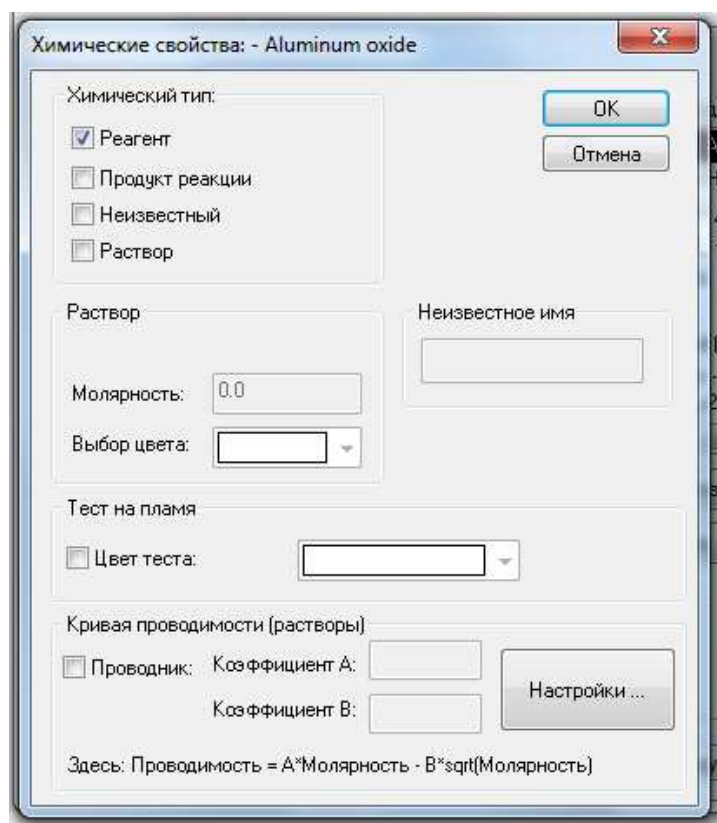 Химические свойства: - Aluminum oxide
Химический тип:
Реагент
Продукт реакции
Неизвестный
Раствор
OK
Отмена
Раствор
Молярность: 0.0
Выбор цвета:
Неизвестное имя
Тест на пламя
Цвет теста:
Кривая проводимости (растворы)
Проводник: Коэффициент A:
Коэффициент B:
Настройки ...
Здесь: Проводимость = A*Молярность - B*sqrt(Молярность)